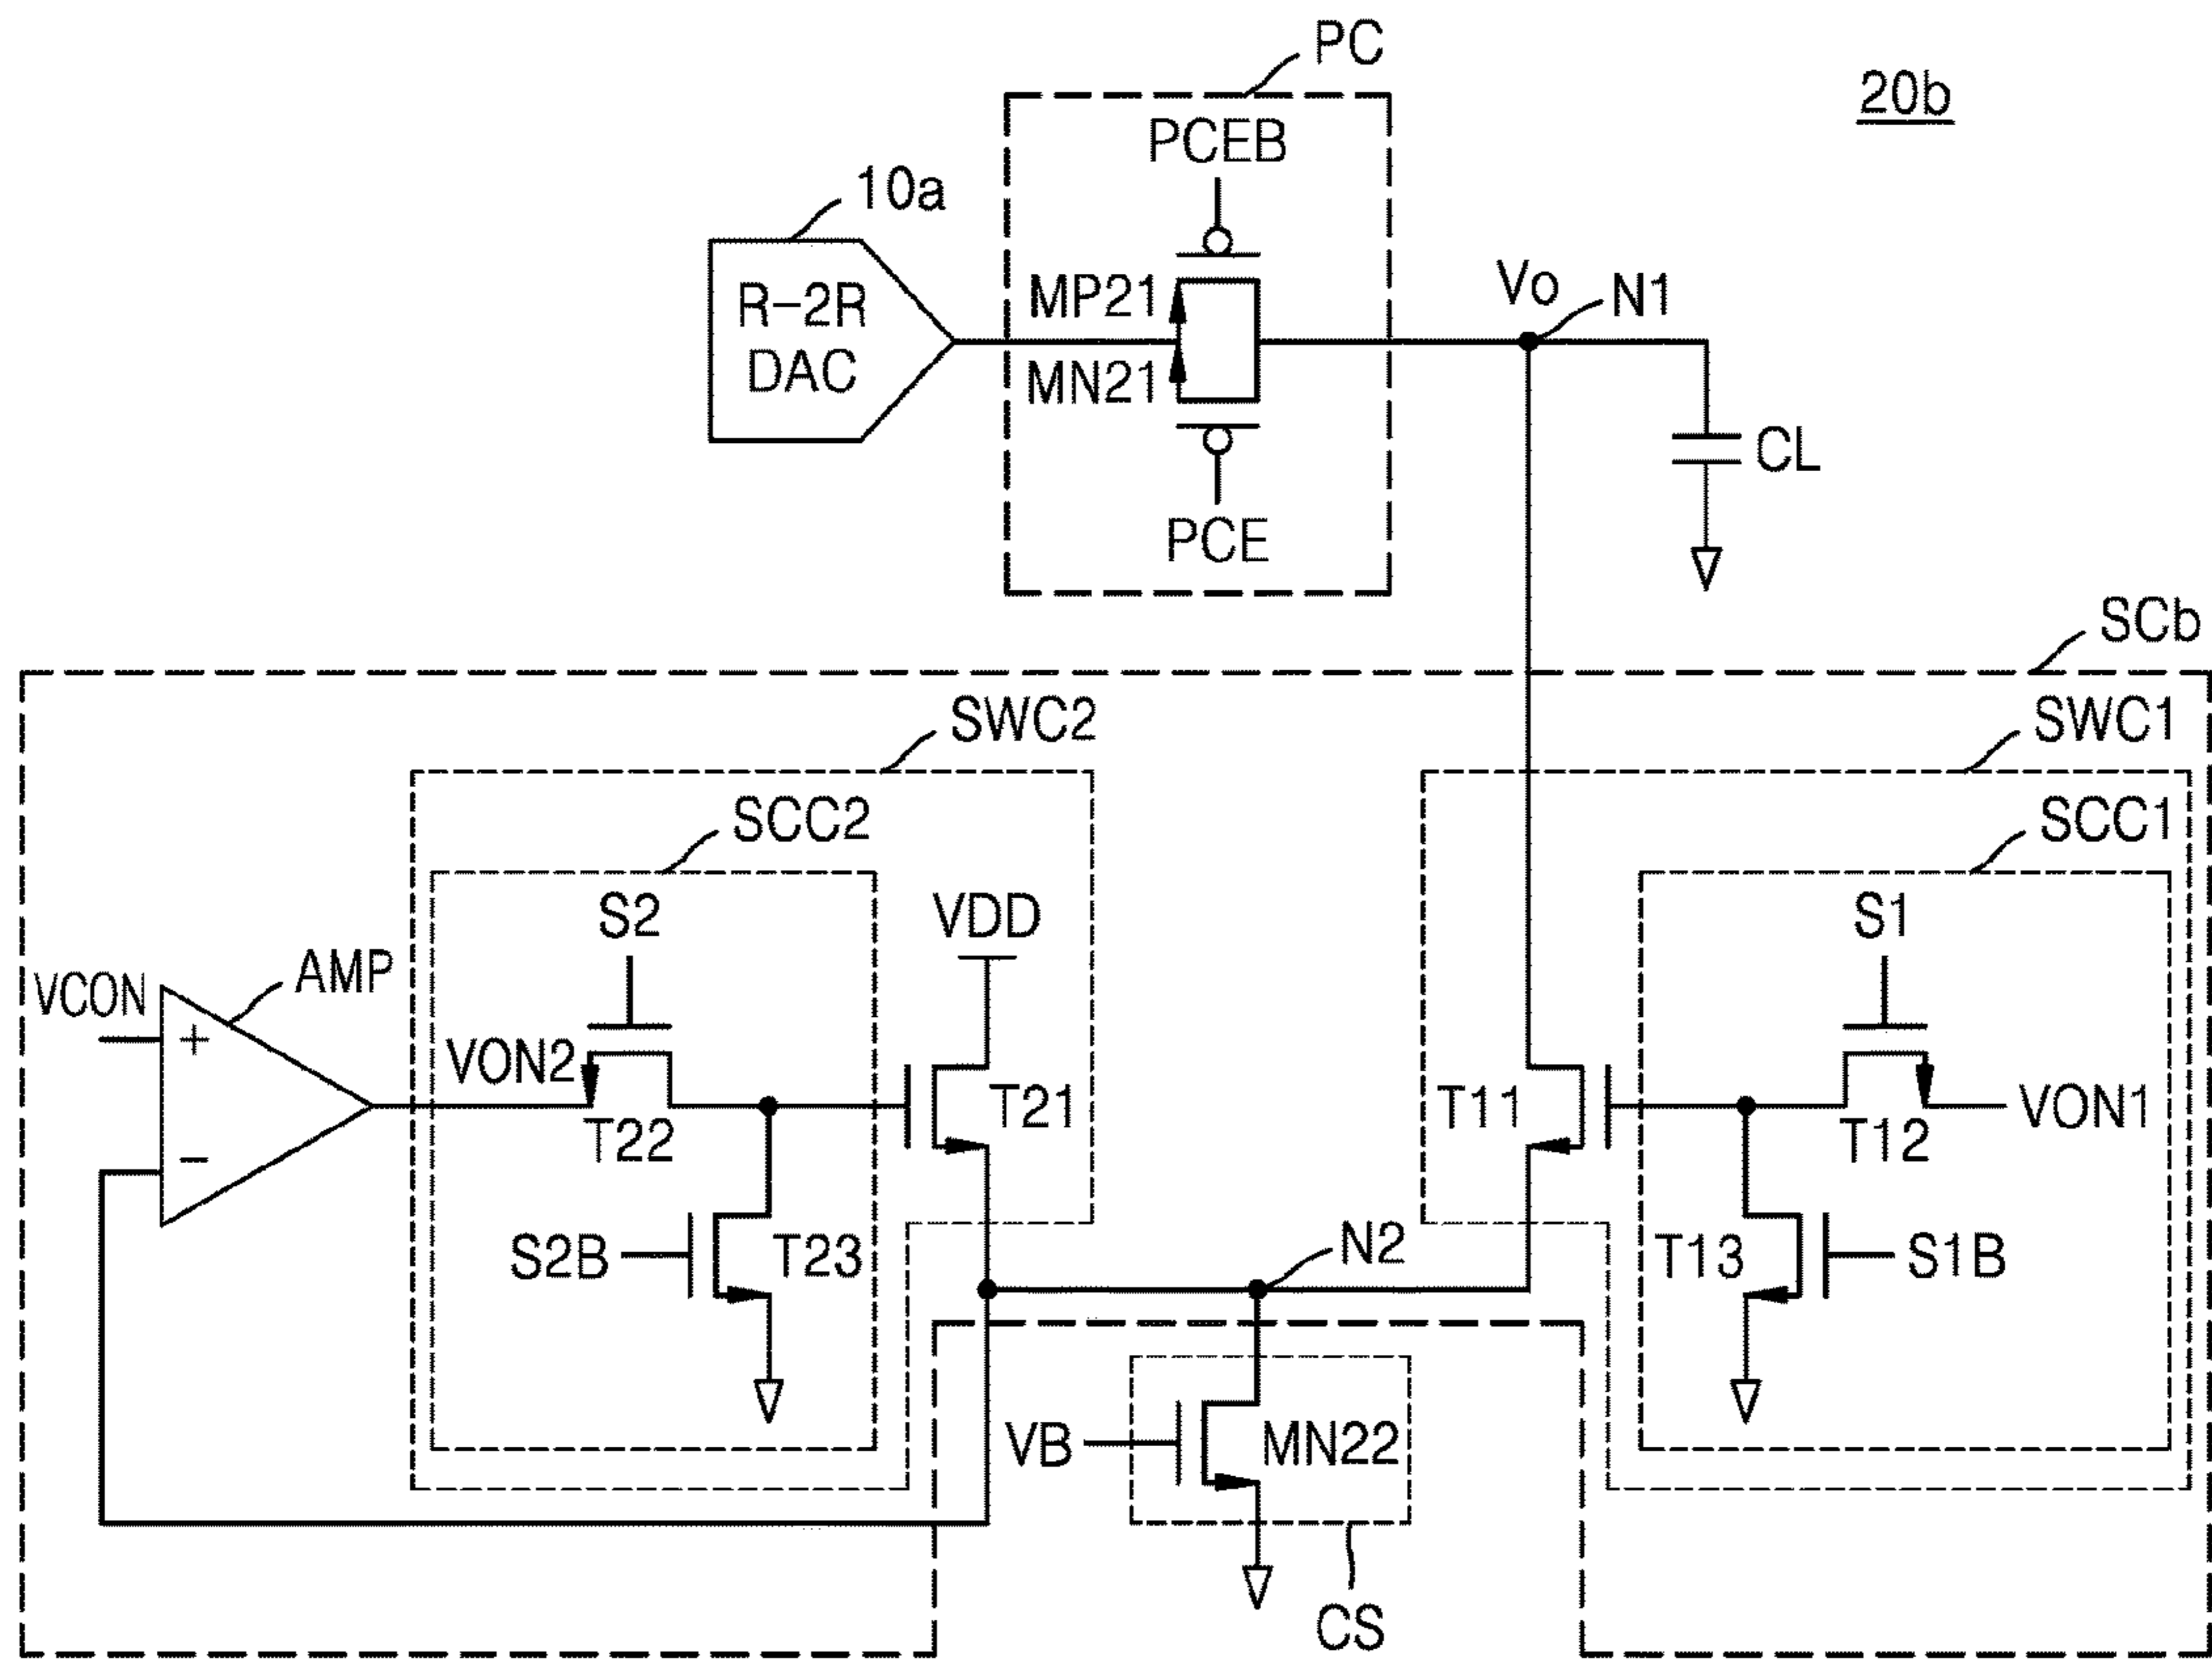 PC
20b
PCEB
10a
R-2R
DAC
MP21
MN21
Vo
N1
CL
PCE
SCb
SWC2
SWC1
SCC2
SCC1
S2
VDD
S1
VCON
AMP
+
-
VON2
T22
T21
T11
T12
VON1
S2B
T23
N2
T13
S1B
VB
MN22
CS